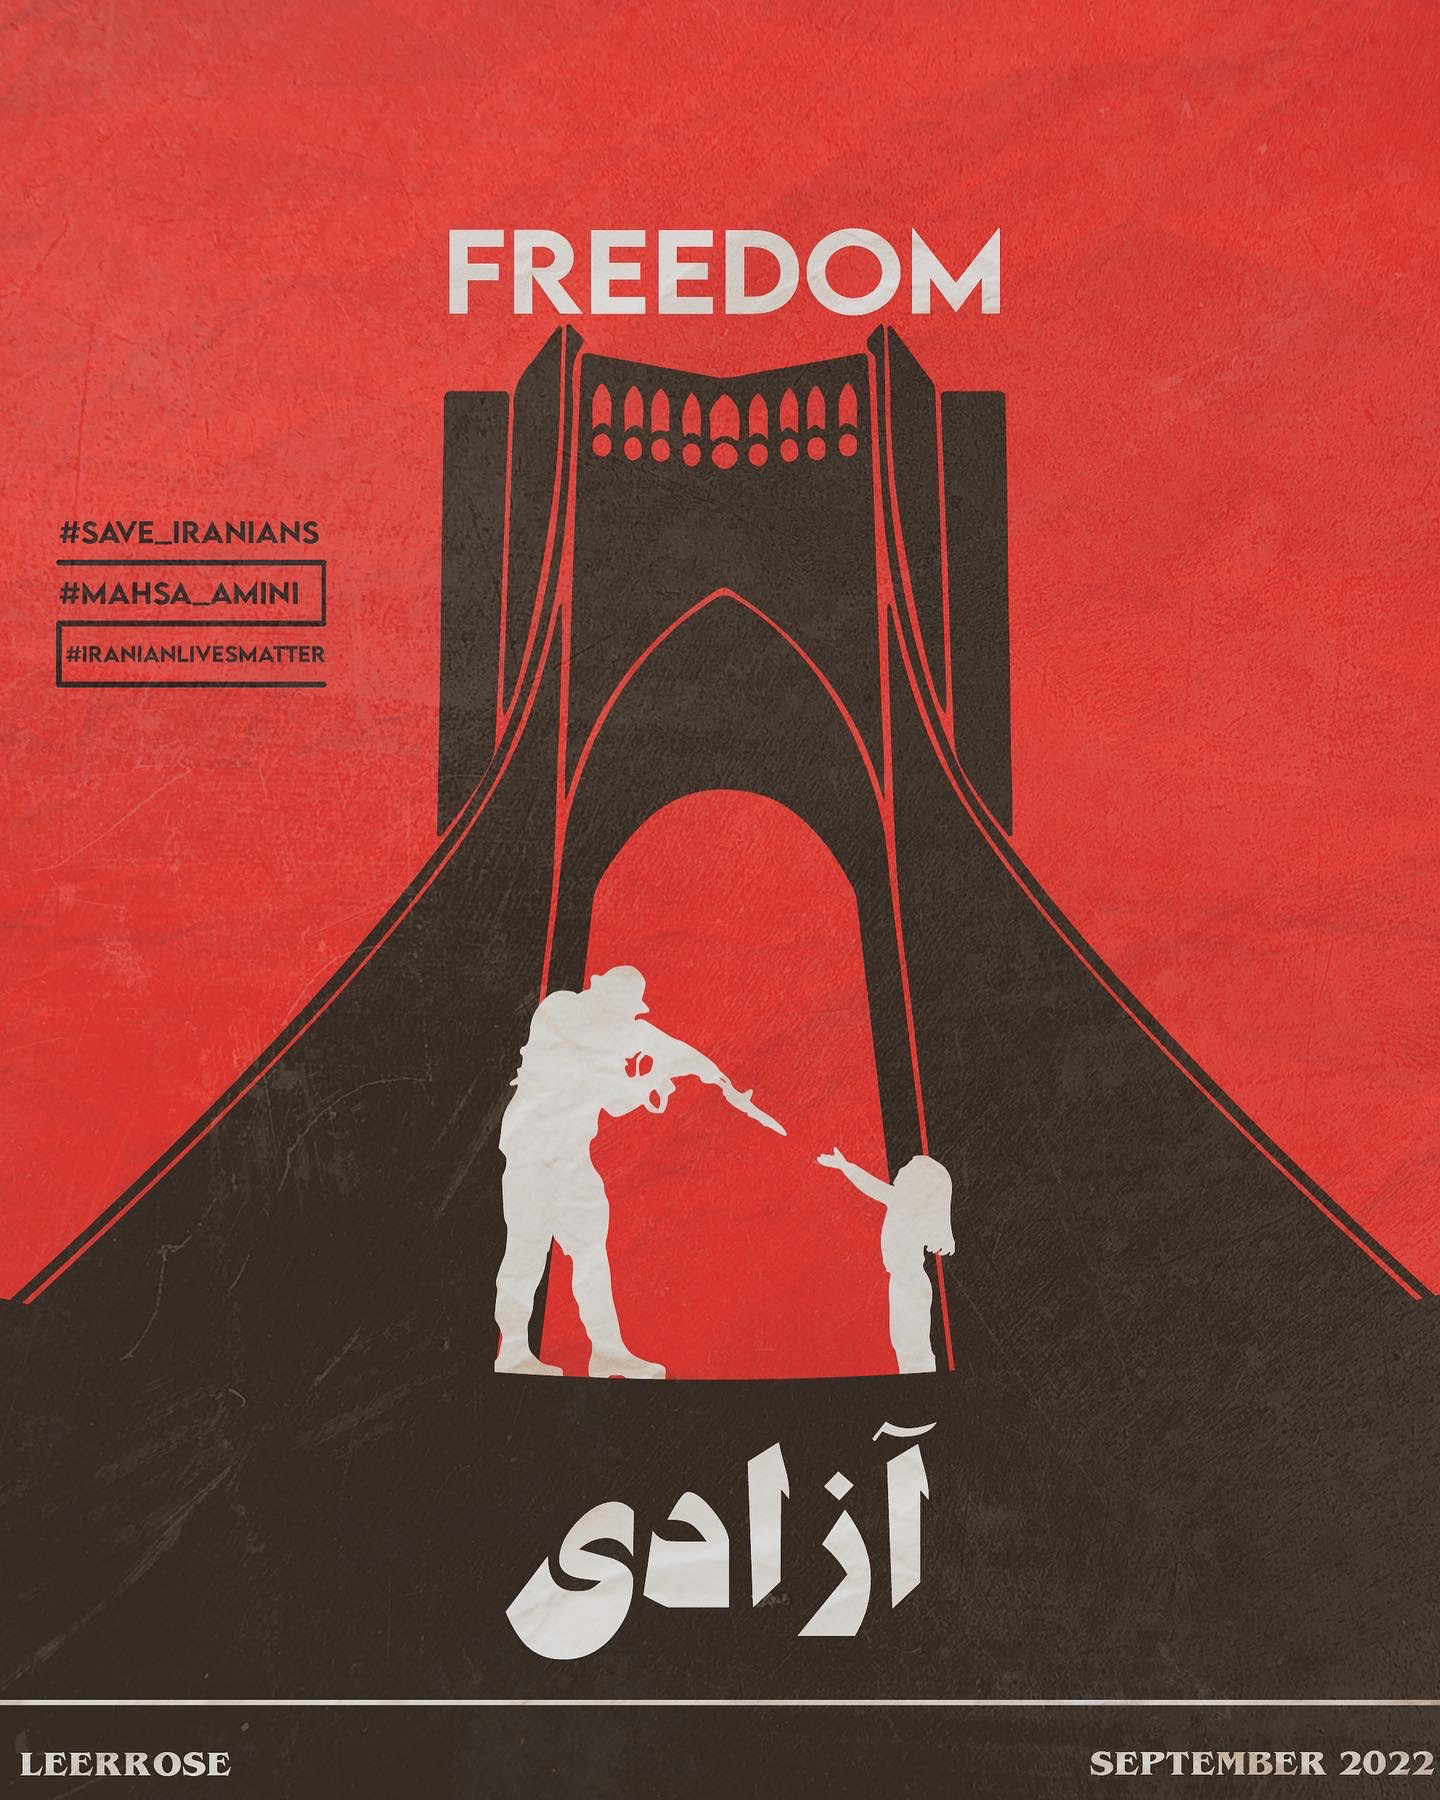 FREEDOM
#SAVE_IRANIANS
#MAHSA_AMINI
#IRANIANLIVESMATTER
آزادی
LEERROSE
SEPTEMBER 2022